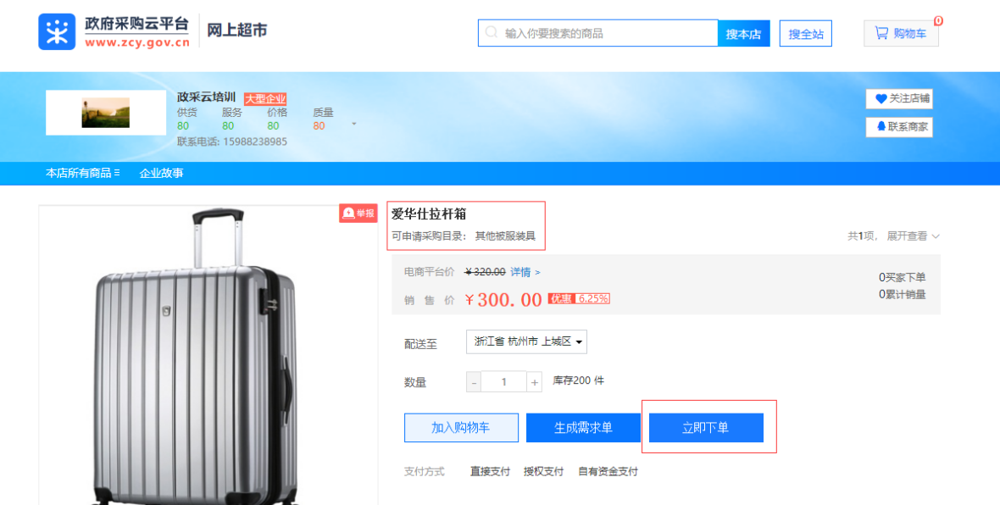 政府采购云平台
www.zcy.gov.cn
网上超市
输入你要搜索的商品
搜本店
搜全站
购物车
0
政采云培训 大型企业
供货 服务 价格 质量
80 80 80 80
联系电话: 15988238985
关注店铺
联系商家
本店所有商品 企业故事
举报
爱华仕拉杆箱
可申请采购目录： 其他被服装具
共1项, 展开查看
电商平台价 ¥320.00 详情 >
0买家下单
销售价 ¥300.00 优惠 6.25%
0累计销量
配送至 浙江省 杭州市 上城区
数量 - 1 + 库存200 件
加入购物车 生成需求单 立即下单
支付方式 直接支付 授权支付 自有资金支付